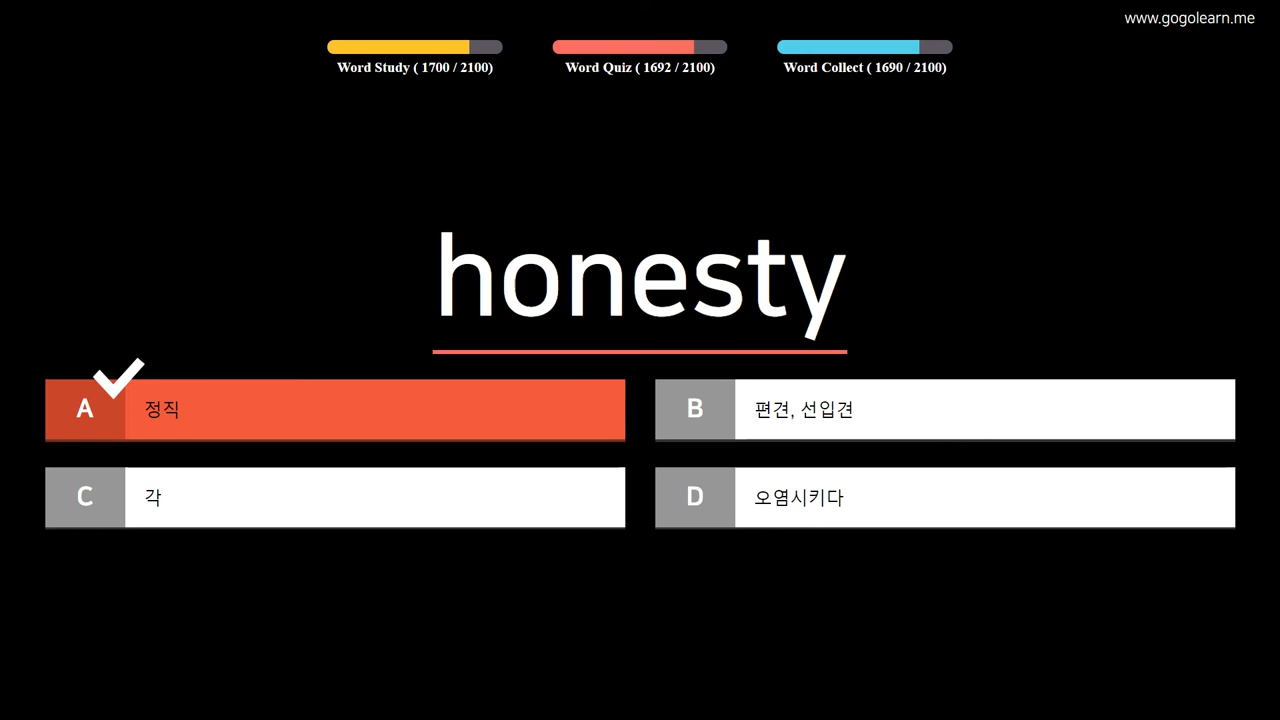 www.gogolearn.me
Word Study ( 1700 / 2100)
Word Quiz ( 1692 / 2100)
Word Collect ( 1690 / 2100)
honesty
A 정직
B 편견, 선입견
C 각
D 오염시키다